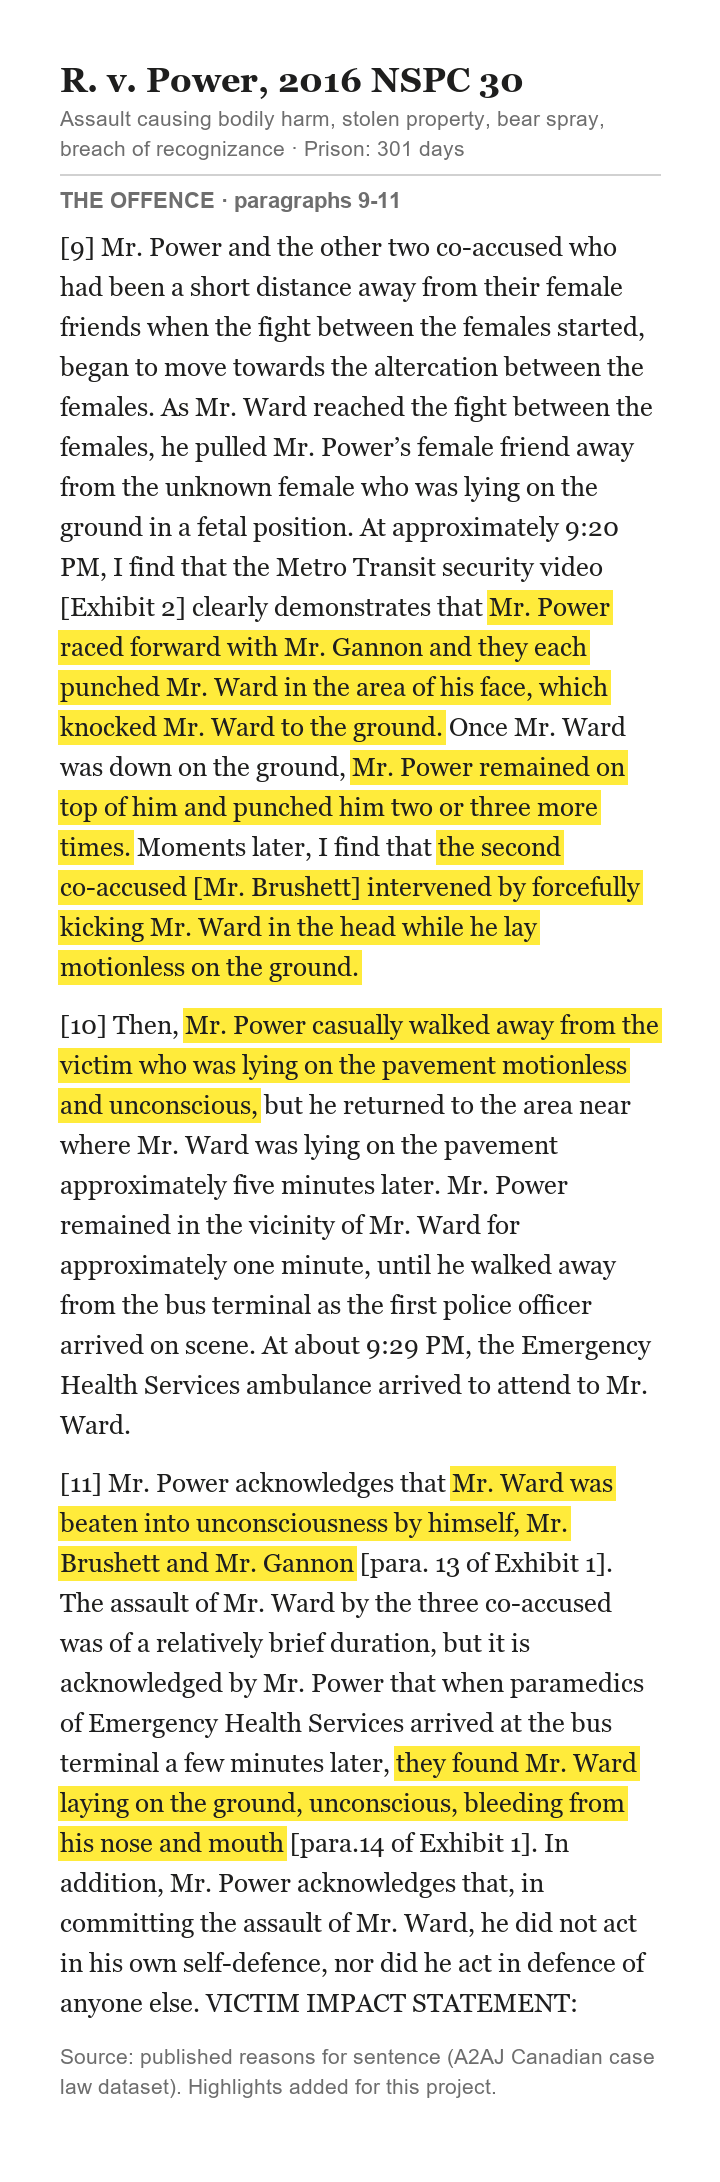 R. v. Power, 2016 NSPC 30
Assault causing bodily harm, stolen property, bear spray,
breach of recognizance · Prison: 301 days
THE OFFENCE · paragraphs 9-11
[9] Mr. Power and the other two co-accused who
had been a short distance away from their female
friends when the fight between the females started,
began to move towards the altercation between the
females. As Mr. Ward reached the fight between the
females, he pulled Mr. Power’s female friend away
from the unknown female who was lying on the
ground in a fetal position. At approximately 9:20
PM, I find that the Metro Transit security video
[Exhibit 2] clearly demonstrates that Mr. Power
raced forward with Mr. Gannon and they each
punched Mr. Ward in the area of his face, which
knocked Mr. Ward to the ground. Once Mr. Ward
was down on the ground, Mr. Power remained on
top of him and punched him two or three more
times. Moments later, I find that the second
co-accused [Mr. Brushett] intervened by forcefully
kicking Mr. Ward in the head while he lay
motionless on the ground.
[10] Then, Mr. Power casually walked away from the
victim who was lying on the pavement motionless
and unconscious, but he returned to the area near
where Mr. Ward was lying on the pavement
approximately five minutes later. Mr. Power
remained in the vicinity of Mr. Ward for
approximately one minute, until he walked away
from the bus terminal as the first police officer
arrived on scene. At about 9:29 PM, the Emergency
Health Services ambulance arrived to attend to Mr.
Ward.
[11] Mr. Power acknowledges that Mr. Ward was
beaten into unconsciousness by himself, Mr.
Brushett and Mr. Gannon [para. 13 of Exhibit 1].
The assault of Mr. Ward by the three co-accused
was of a relatively brief duration, but it is
acknowledged by Mr. Power that when paramedics
of Emergency Health Services arrived at the bus
terminal a few minutes later, they found Mr. Ward
laying on the ground, unconscious, bleeding from
his nose and mouth [para.14 of Exhibit 1]. In
addition, Mr. Power acknowledges that, in
committing the assault of Mr. Ward, he did not act
in his own self-defence, nor did he act in defence of
anyone else. VICTIM IMPACT STATEMENT:
Source: published reasons for sentence (A2AJ Canadian case
law dataset). Highlights added for this project.